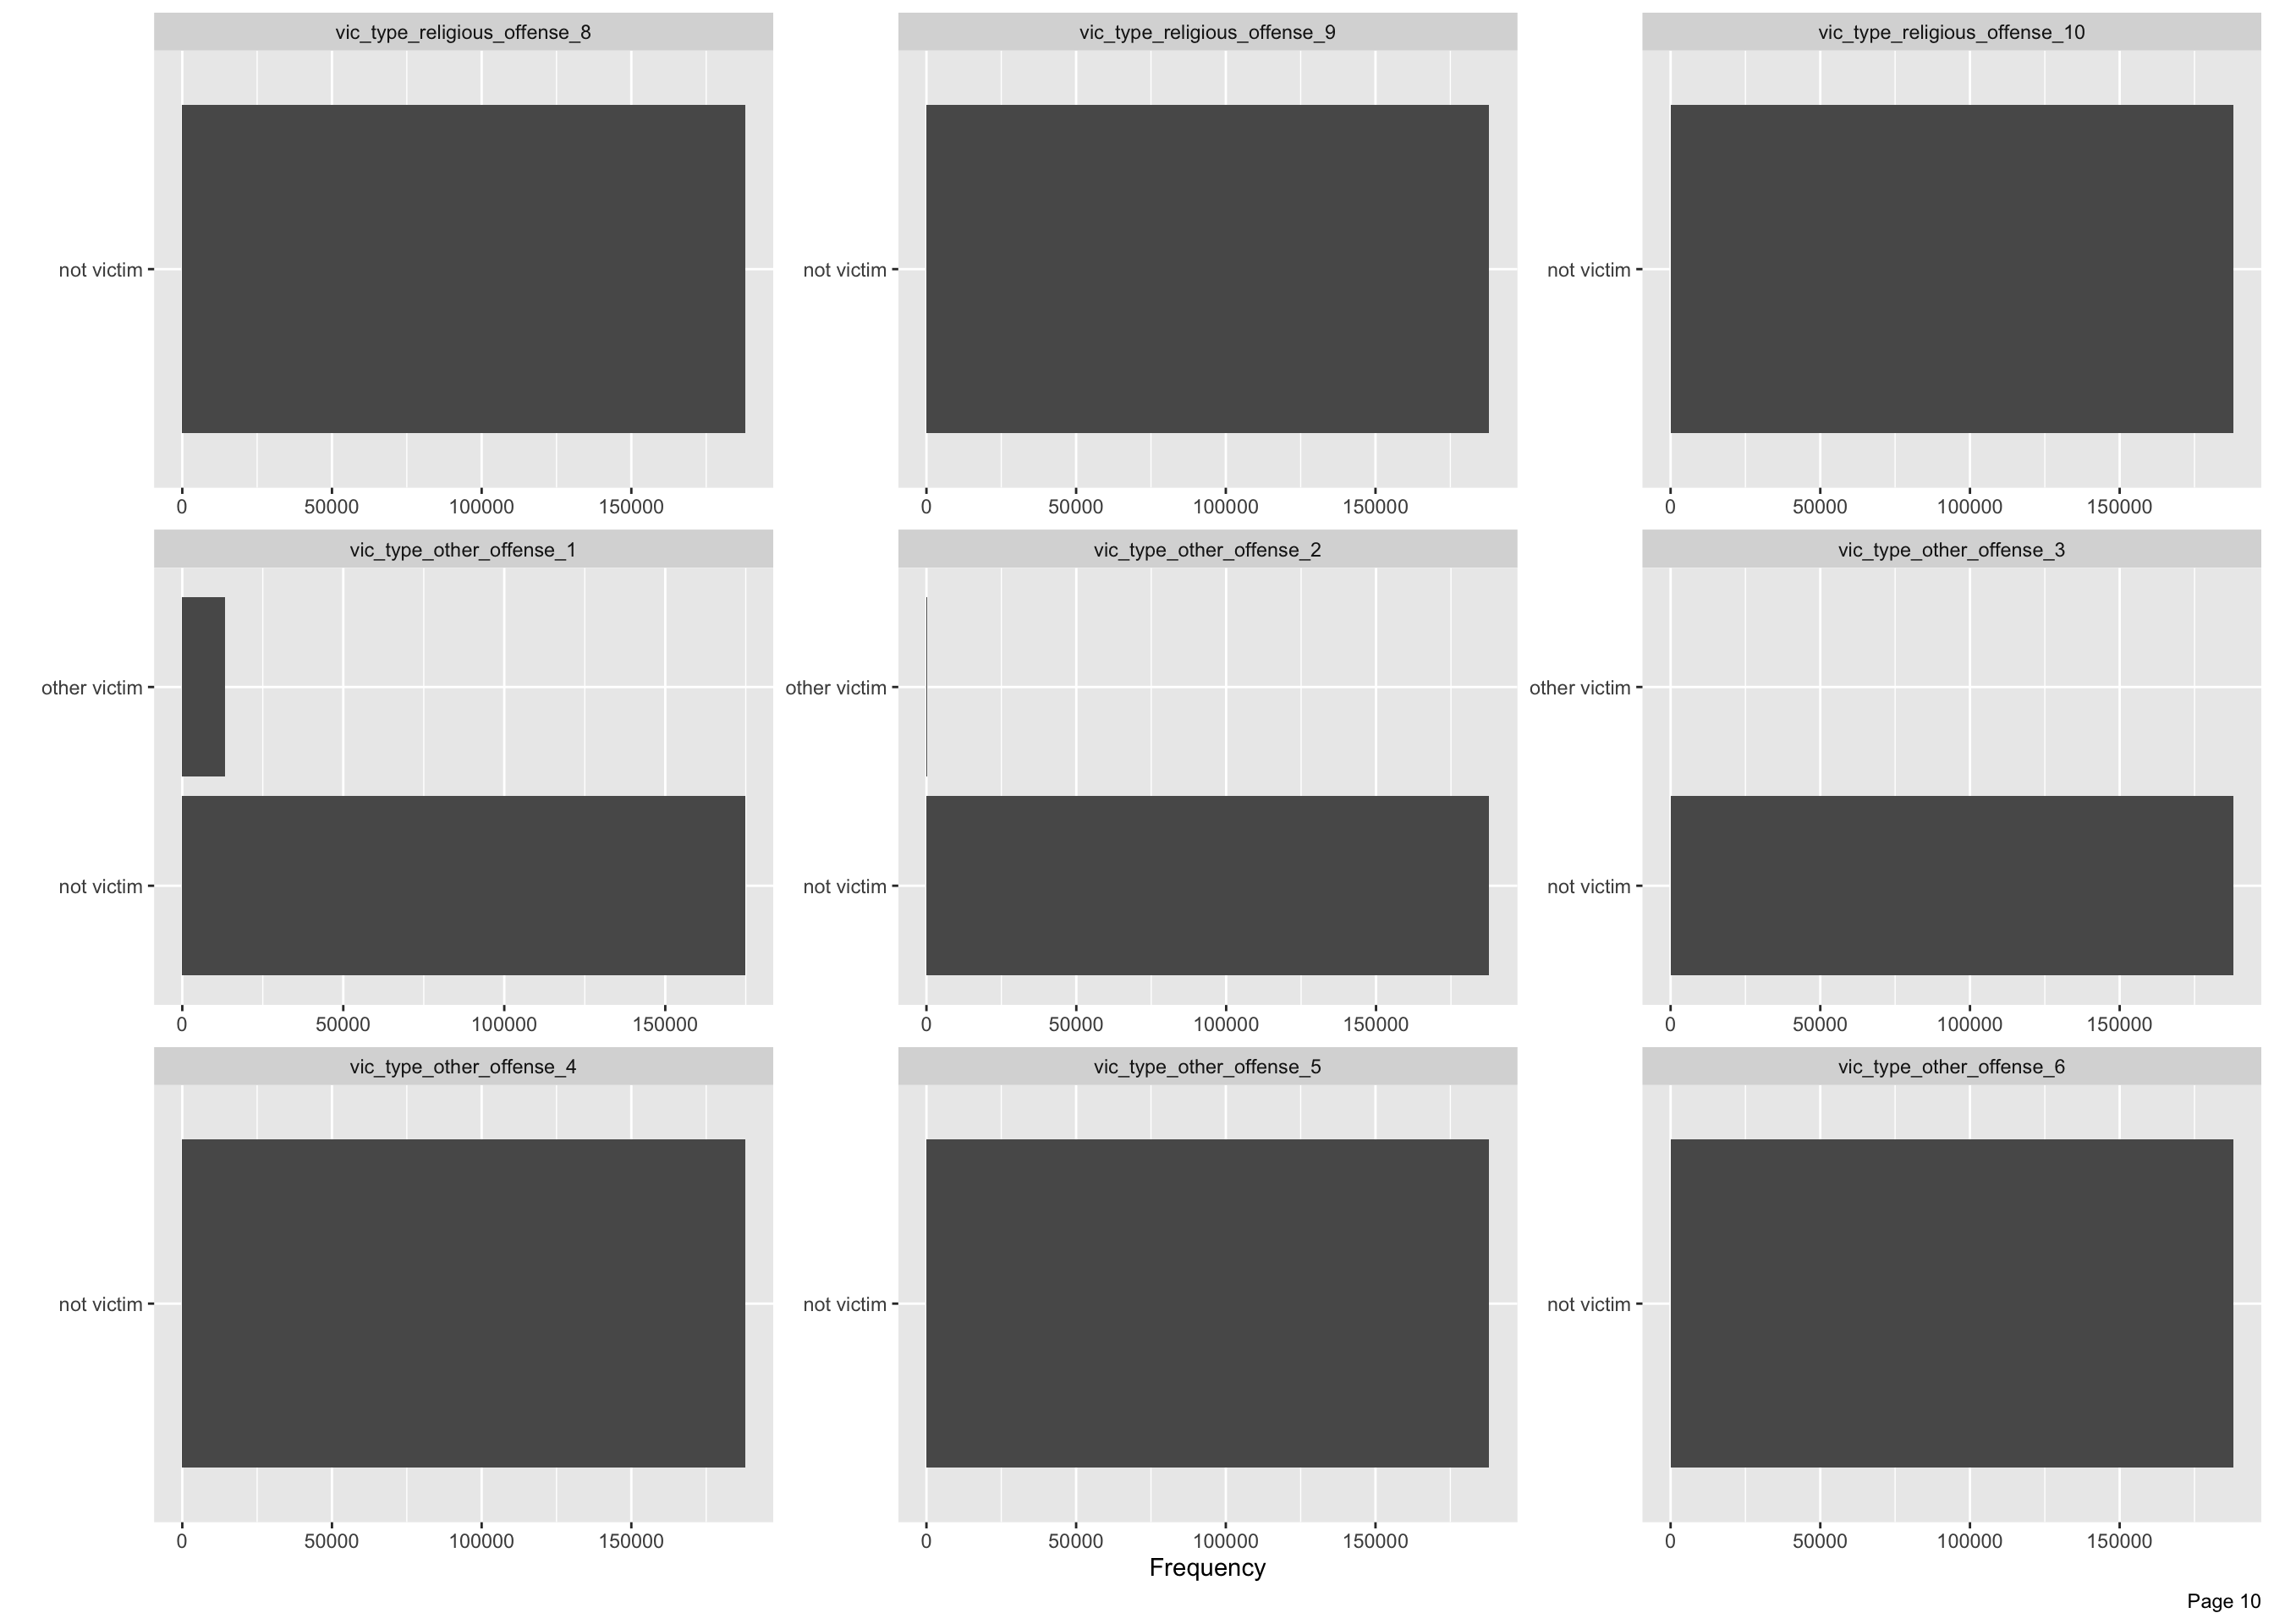 vic_type_religious_offense_8
vic_type_religious_offense_9
vic_type_religious_offense_10
not victim
not victim
not victim
0 50000 100000 150000
0 50000 100000 150000
0 50000 100000 150000
vic_type_other_offense_1
vic_type_other_offense_2
vic_type_other_offense_3
other victim
other victim
other victim
not victim
not victim
not victim
0 50000 100000 150000
0 50000 100000 150000
0 50000 100000 150000
vic_type_other_offense_4
vic_type_other_offense_5
vic_type_other_offense_6
not victim
not victim
not victim
0 50000 100000 150000
0 50000 100000 150000
0 50000 100000 150000
Frequency
Page 10